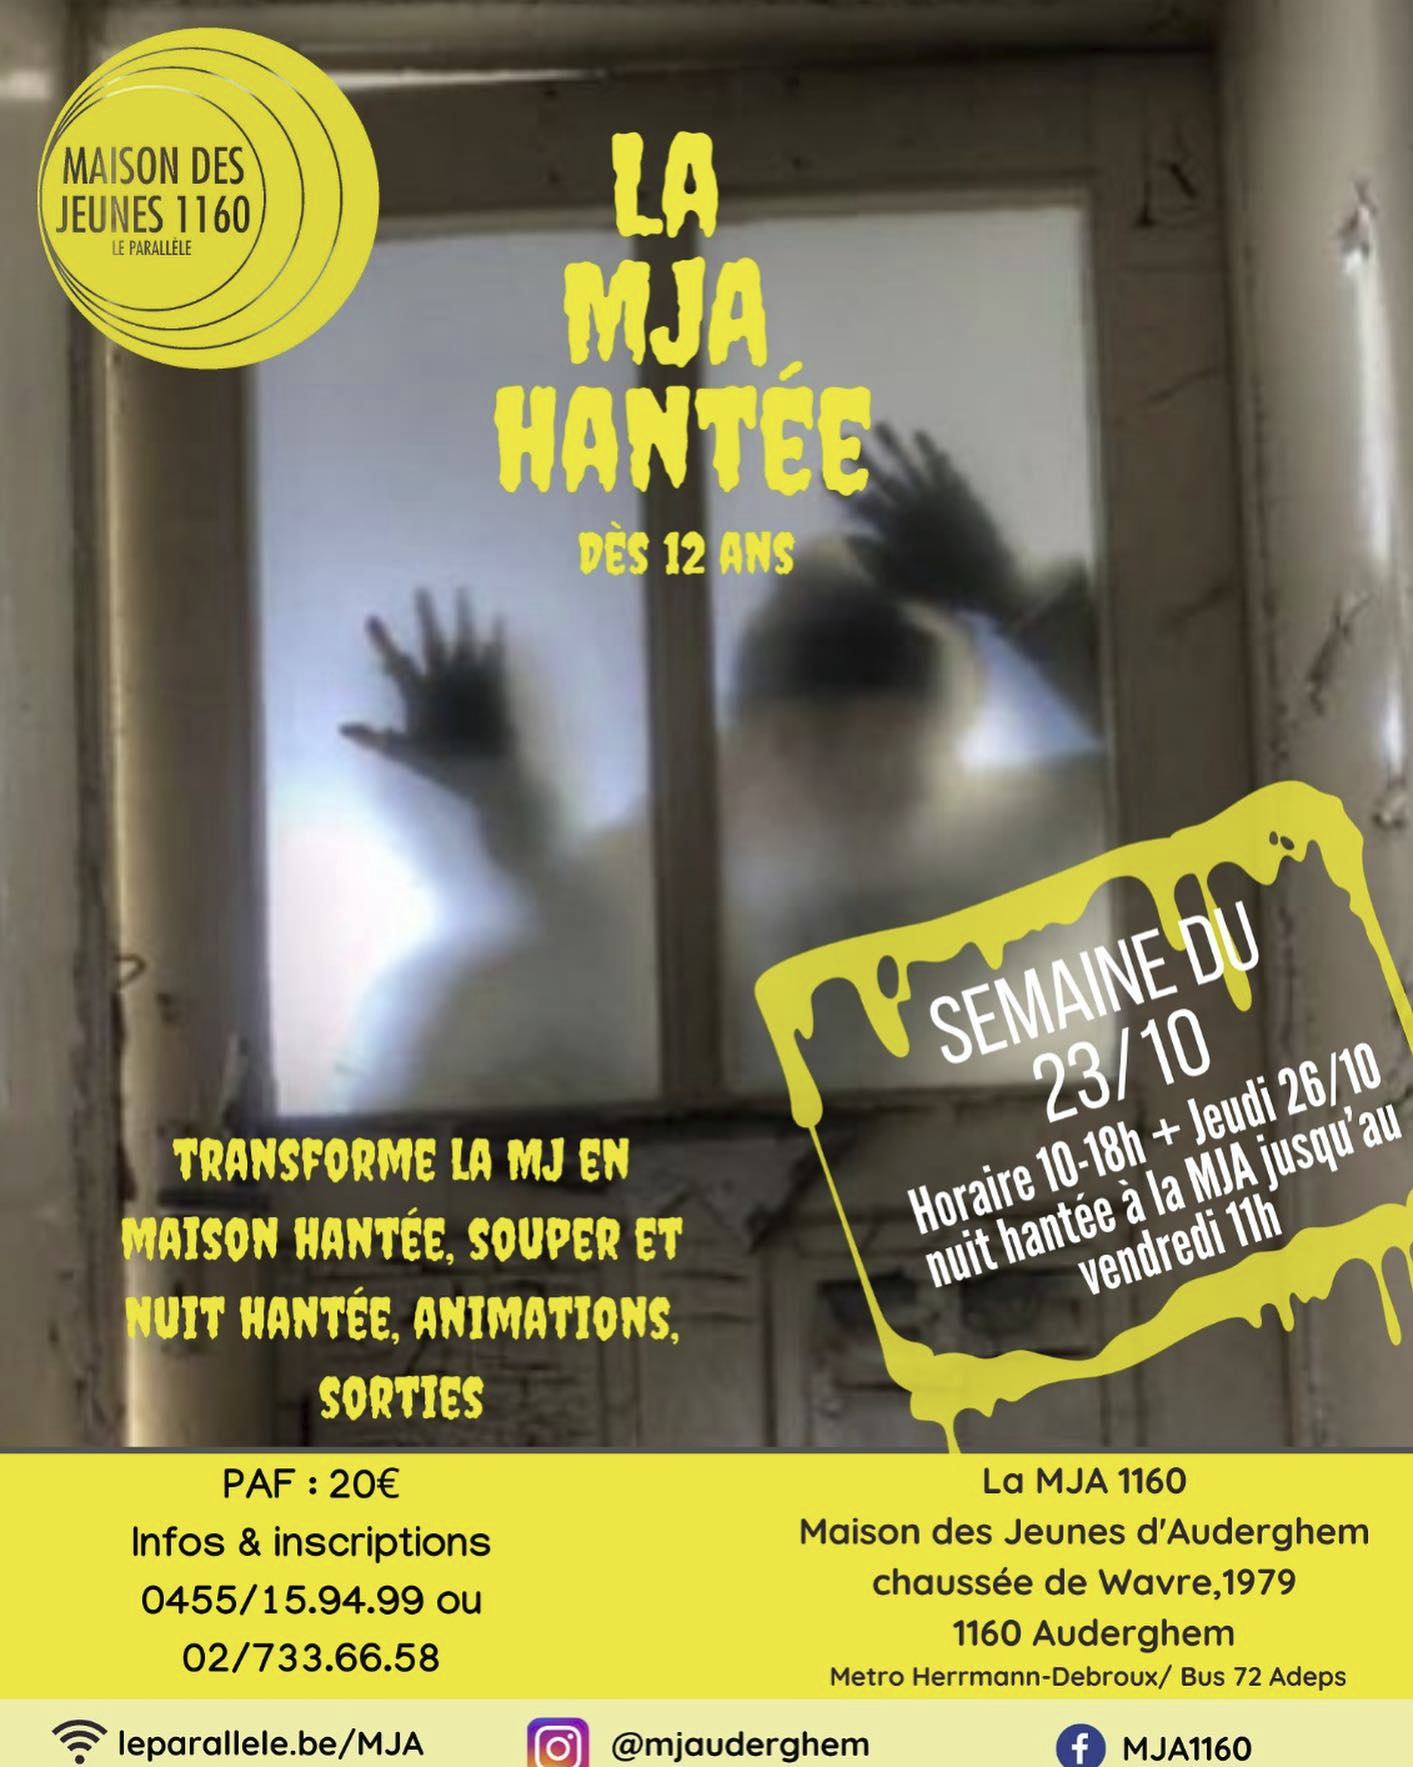 MAISON DES
JEUNES 1160
LE PARALLÈLE
LA
MJA
HANTÉE
DÈS 12 ANS
SEMAINE DU
23/10
Horaire 10-18h + Jeudi 26/10
nuit hantée à la MJA jusqu'au
vendredi 11h
TRANSFORME LA MJ EN
MAISON HANTÉE, SOUPER ET
NUIT HANTÉE, ANIMATIONS,
SORTIES
PAF : 20€
Infos & inscriptions
0455/15.94.99 ou
02/733.66.58
La MJA 1160
Maison des Jeunes d'Auderghem
chaussée de Wavre,1979
1160 Auderghem
Metro Herrmann-Debroux/ Bus 72 Adeps
leparallele.be/MJA
@mjauderghem
MJA1160